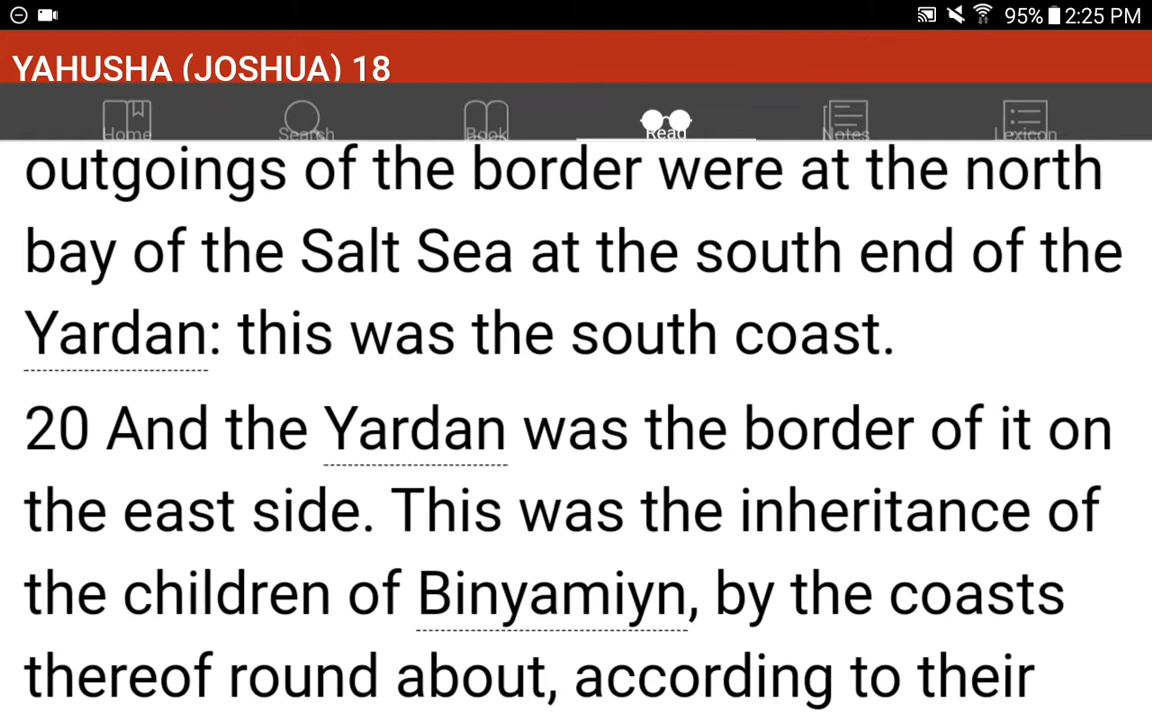 95% 2:25 PM
YAHUSHA (JOSHUA) 18
Home Search Book Read Notes Lexicon
outgoings of the border were at the north
bay of the Salt Sea at the south end of the
Yardan: this was the south coast.
20 And the Yardan was the border of it on
the east side. This was the inheritance of
the children of Binyamiyn, by the coasts
thereof round about, according to their